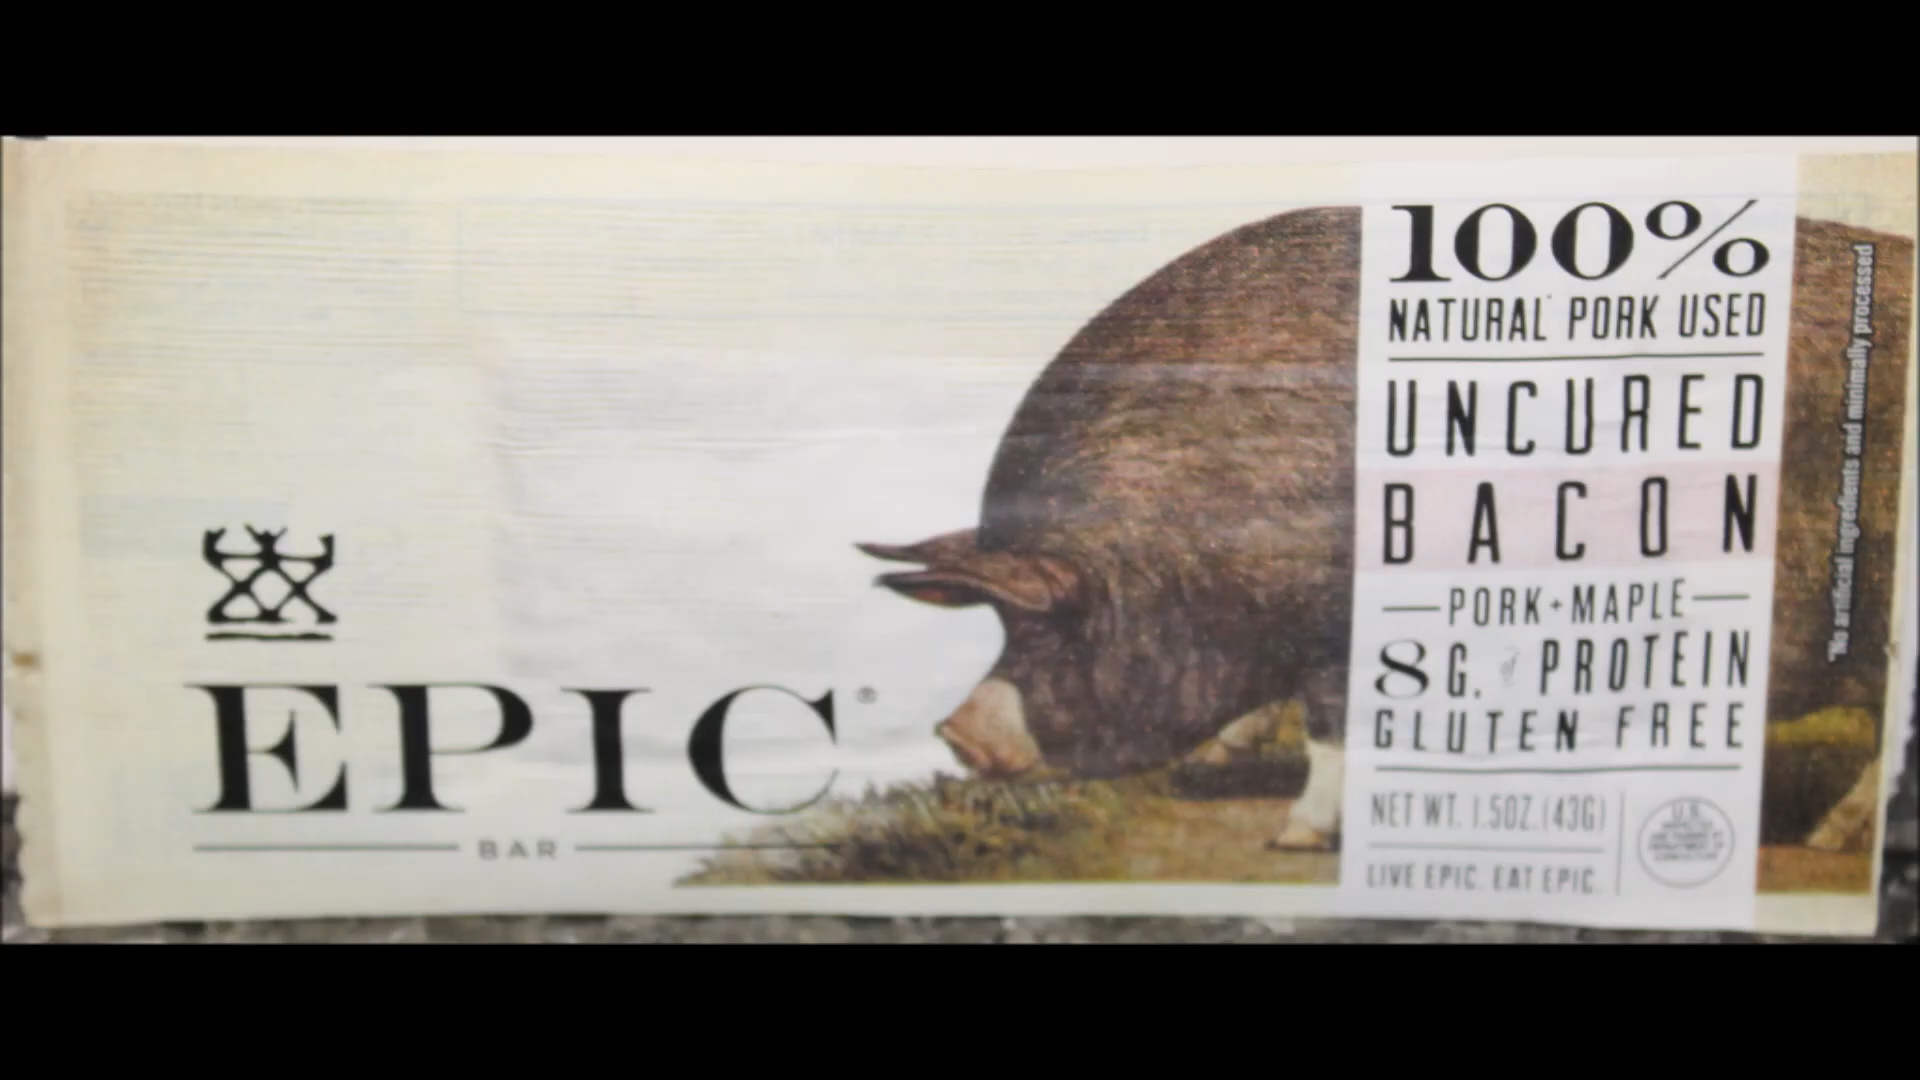 EPIC®
BAR
100%
NATURAL* PORK USED
UNCURED
BACON
PORK+MAPLE
8G. of PROTEIN
GLUTEN FREE
NET WT. 1.5OZ.(43G)
LIVE EPIC. EAT EPIC.
U.S.
*No artificial ingredients and minimally processed